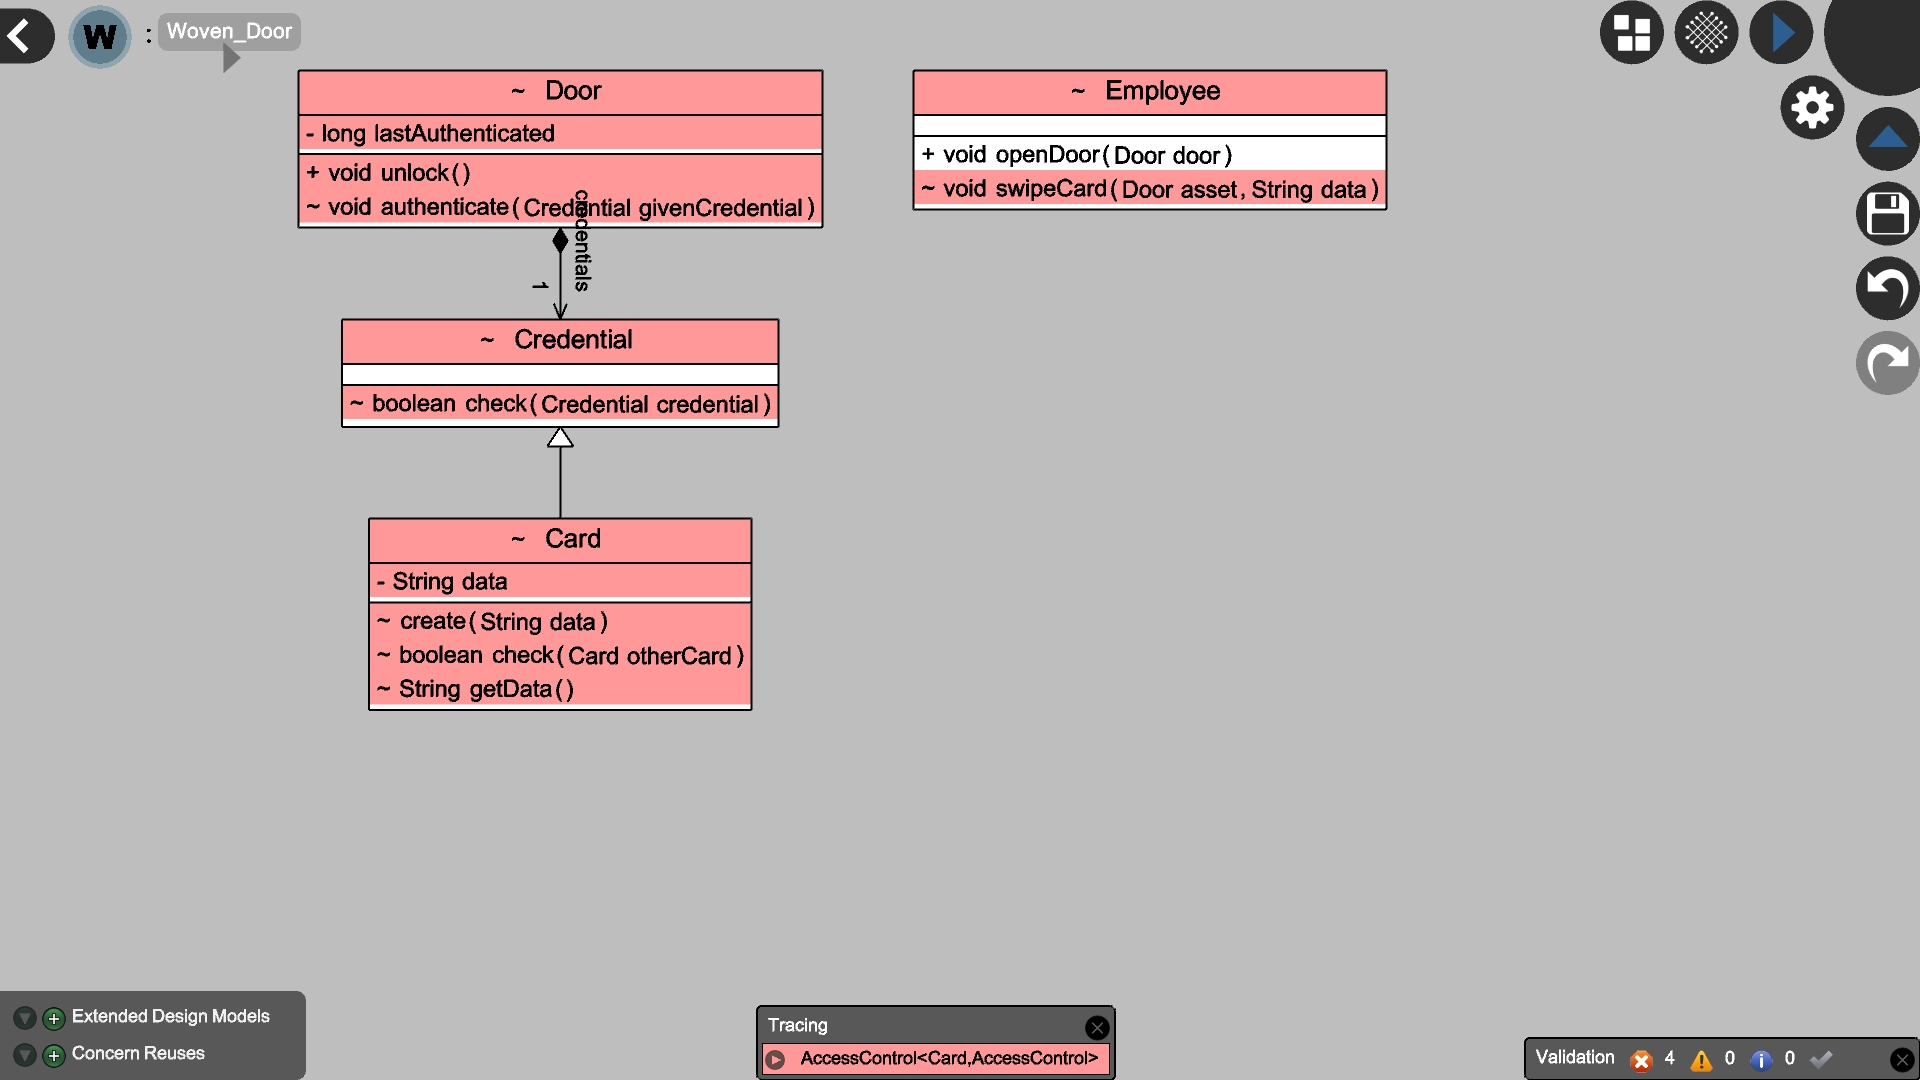 W : Woven_Door
~ Door
- long lastAuthenticated
+ void unlock()
~ void authenticate(Credential givenCredential)
credentials
1
~ Credential
~ boolean check(Credential credential)
~ Card
- String data
~ create(String data)
~ boolean check(Card otherCard)
~ String getData()
~ Employee
+ void openDoor(Door door)
~ void swipeCard(Door asset, String data)
Extended Design Models
Concern Reuses
Tracing
AccessControl<Card,AccessControl>
Validation 4 0 0